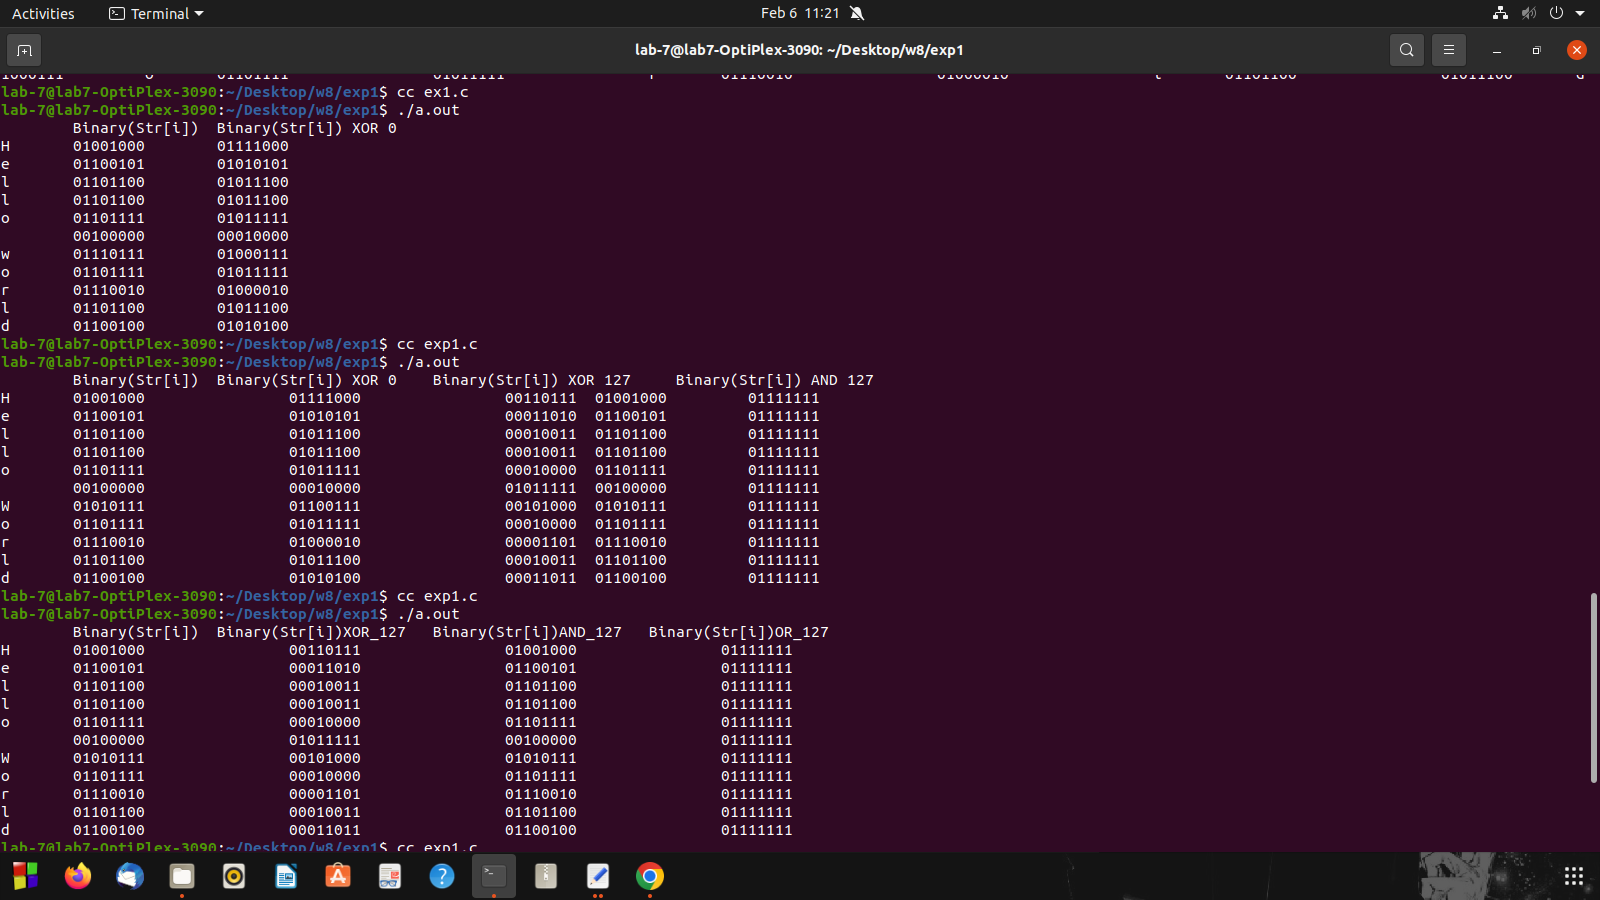 Activities Terminal Feb 6 11:21
lab-7@lab7-OptiPlex-3090: ~/Desktop/w8/exp1
1000111 o 01101111 01011111 r 01110010 01000010 l 01101100 01011100 d
lab-7@lab7-OptiPlex-3090:~/Desktop/w8/exp1$ cc ex1.c
lab-7@lab7-OptiPlex-3090:~/Desktop/w8/exp1$ ./a.out
Binary(Str[i]) Binary(Str[i]) XOR 0
H 01001000 01111000
e 01100101 01010101
l 01101100 01011100
l 01101100 01011100
o 01101111 01011111
00100000 00010000
w 01110111 01000111
o 01101111 01011111
r 01110010 01000010
l 01101100 01011100
d 01100100 01010100
lab-7@lab7-OptiPlex-3090:~/Desktop/w8/exp1$ cc exp1.c
lab-7@lab7-OptiPlex-3090:~/Desktop/w8/exp1$ ./a.out
Binary(Str[i]) Binary(Str[i]) XOR 0 Binary(Str[i]) XOR 127 Binary(Str[i]) AND 127
H 01001000 01111000 00110111 01001000 01111111
e 01100101 01010101 00011010 01100101 01111111
l 01101100 01011100 00010011 01101100 01111111
l 01101100 01011100 00010011 01101100 01111111
o 01101111 01011111 00010000 01101111 01111111
00100000 00010000 01011111 00100000 01111111
W 01010111 01100111 00101000 01010111 01111111
o 01101111 01011111 00010000 01101111 01111111
r 01110010 01000010 00001101 01110010 01111111
l 01101100 01011100 00010011 01101100 01111111
d 01100100 01010100 00011011 01100100 01111111
lab-7@lab7-OptiPlex-3090:~/Desktop/w8/exp1$ cc exp1.c
lab-7@lab7-OptiPlex-3090:~/Desktop/w8/exp1$ ./a.out
Binary(Str[i]) Binary(Str[i])XOR_127 Binary(Str[i])AND_127 Binary(Str[i])OR_127
H 01001000 00110111 01001000 01111111
e 01100101 00011010 01100101 01111111
l 01101100 00010011 01101100 01111111
l 01101100 00010011 01101100 01111111
o 01101111 00010000 01101111 01111111
00100000 01011111 00100000 01111111
W 01010111 00101000 01010111 01111111
o 01101111 00010000 01101111 01111111
r 01110010 00001101 01110010 01111111
l 01101100 00010011 01101100 01111111
d 01100100 00011011 01100100 01111111
lab-7@lab7-OptiPlex-3090:~/Desktop/w8/exp1$ cc exp1.c